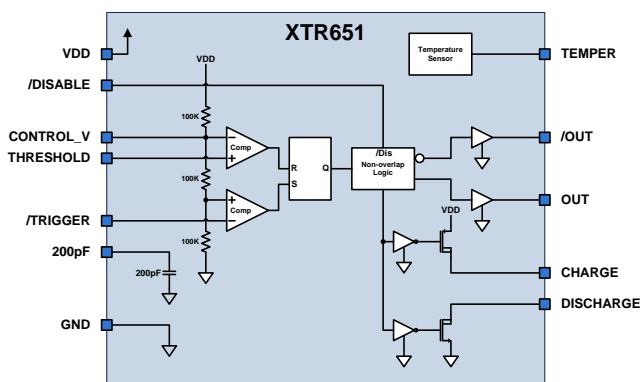 XTR651
VDD
/DISABLE
CONTROL_V
THRESHOLD
/TRIGGER
200pF
GND
VDD
100K
100K
100K
200pF
Comp
Comp
R
S
Q
/Dis
Non-overlap
Logic
Temperature
Sensor
VDD
TEMPER
/OUT
OUT
CHARGE
DISCHARGE